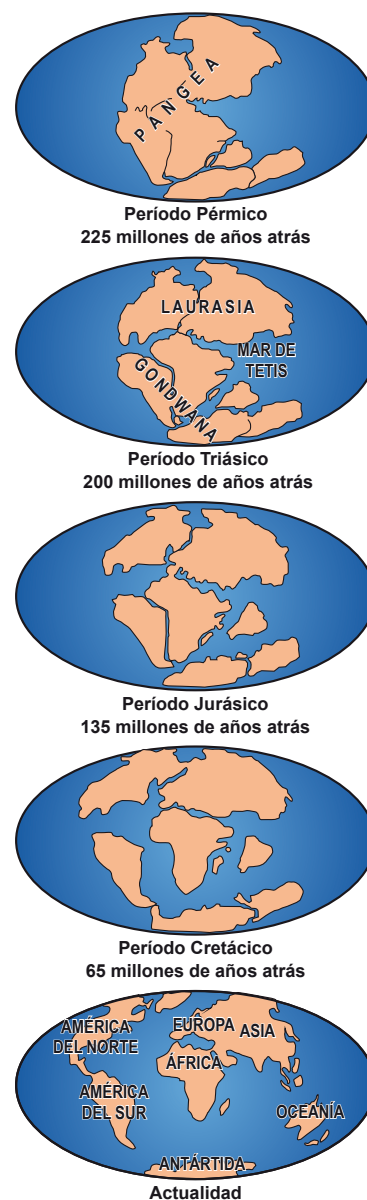 PANGEA
Período Pérmico
225 millones de años atrás
LAURASIA
MAR DE
TETIS
GONDWANA
Período Triásico
200 millones de años atrás
Período Jurásico
135 millones de años atrás
Período Cretácico
65 millones de años atrás
AMÉRICA
DEL NORTE
EUROPA
ASIA
ÁFRICA
AMÉRICA
DEL SUR
OCEANÍA
ANTÁRTIDA
Actualidad